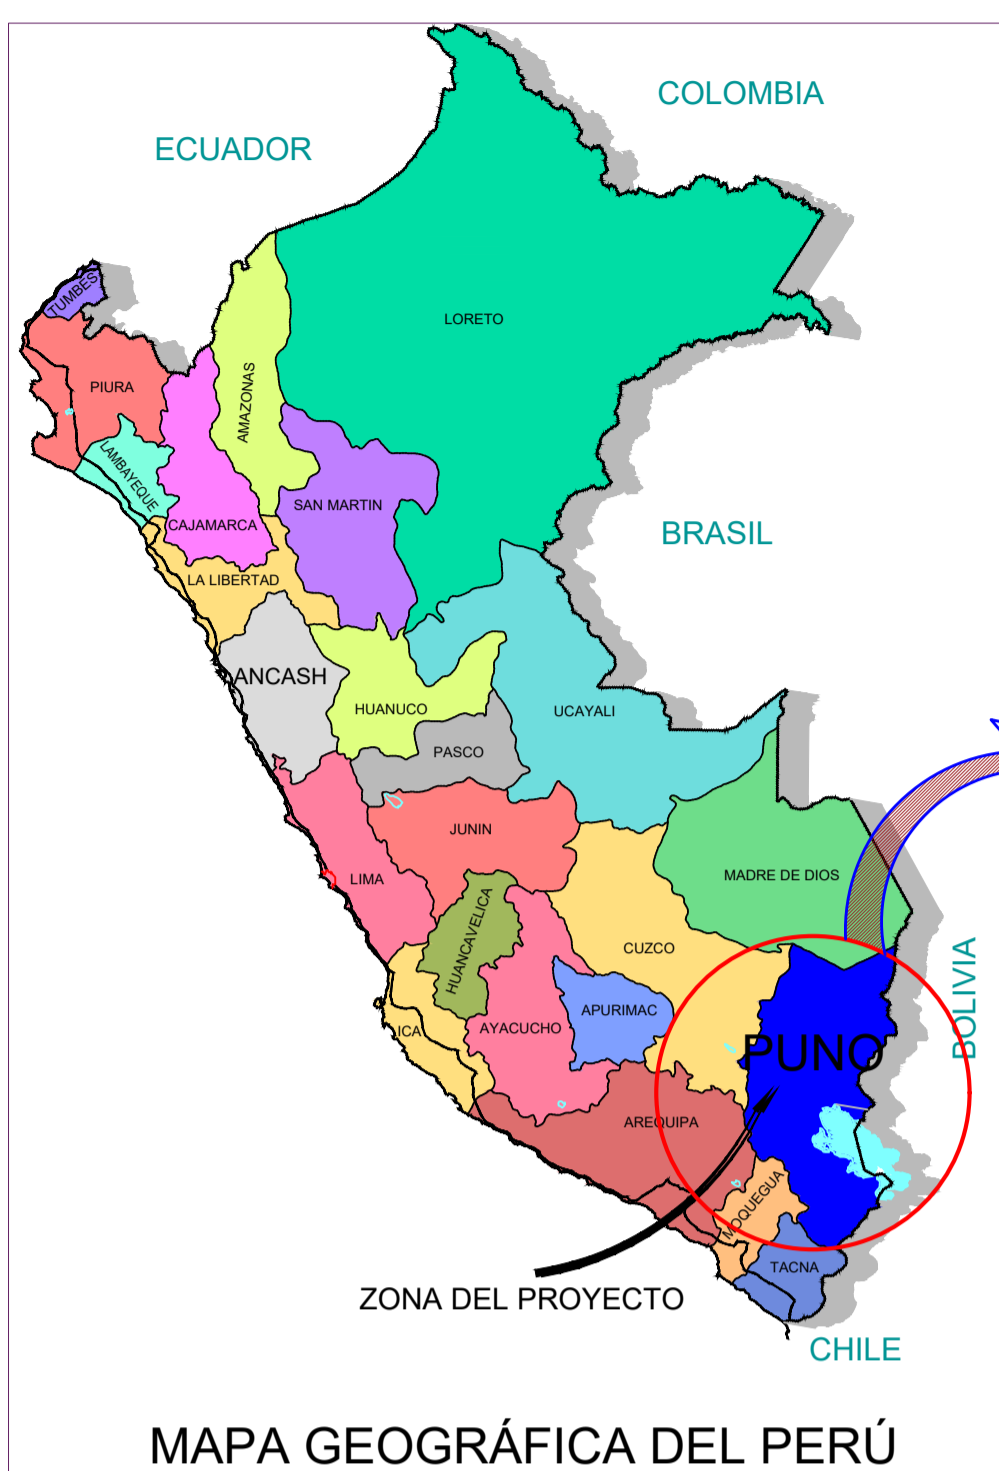 COLOMBIA
ECUADOR
TUMBES
LORETO
PIURA
AMAZONAS
LAMBAYEQUE
SAN MARTIN
CAJAMARCA
BRASIL
LA LIBERTAD
ANCASH
HUANUCO
UCAYALI
PASCO
JUNIN
LIMA
MADRE DE DIOS
HUANCAVELICA
CUZCO
BOLIVIA
ICA
AYACUCHO
APURIMAC
PUNO
AREQUIPA
MOQUEGUA
TACNA
ZONA DEL PROYECTO
CHILE
MAPA GEOGRÁFICA DEL PERÚ